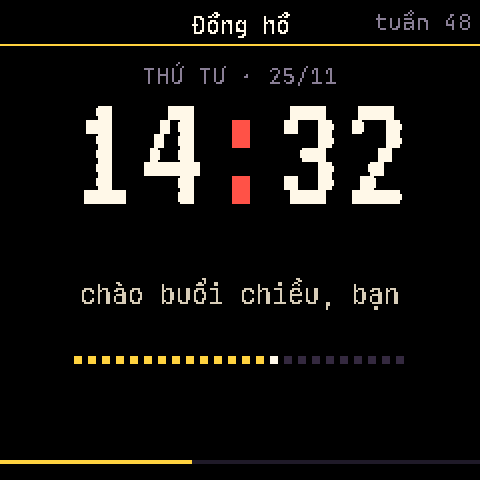 Đồng hồ
tuần 48
THỨ TƯ · 25/11
14:32
chào buổi chiều, bạn